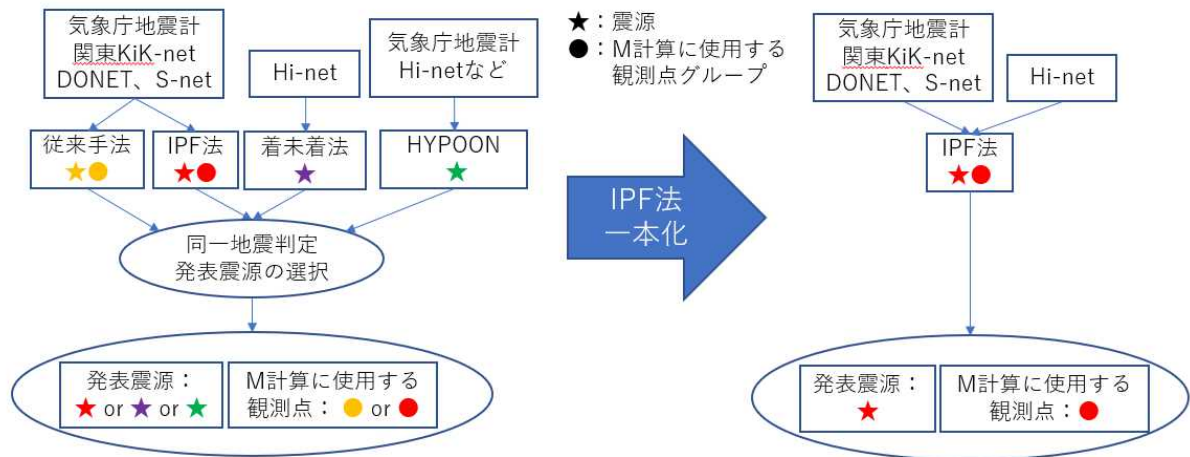 気象庁地震計
関東KiK-net
DONET、S-net
Hi-net
気象庁地震計
Hi-netなど
従来手法
★●
IPF法
★●
着未着法
★
HYPOON
★
同一地震判定
発表震源の選択
発表震源：
★ or ★ or ★
M計算に使用する
観測点：● or ●
★：震源
●：M計算に使用する
観測点グループ
IPF法
一本化
気象庁地震計
関東KiK-net
DONET、S-net
Hi-net
IPF法
★●
発表震源：
★
M計算に使用する
観測点：●